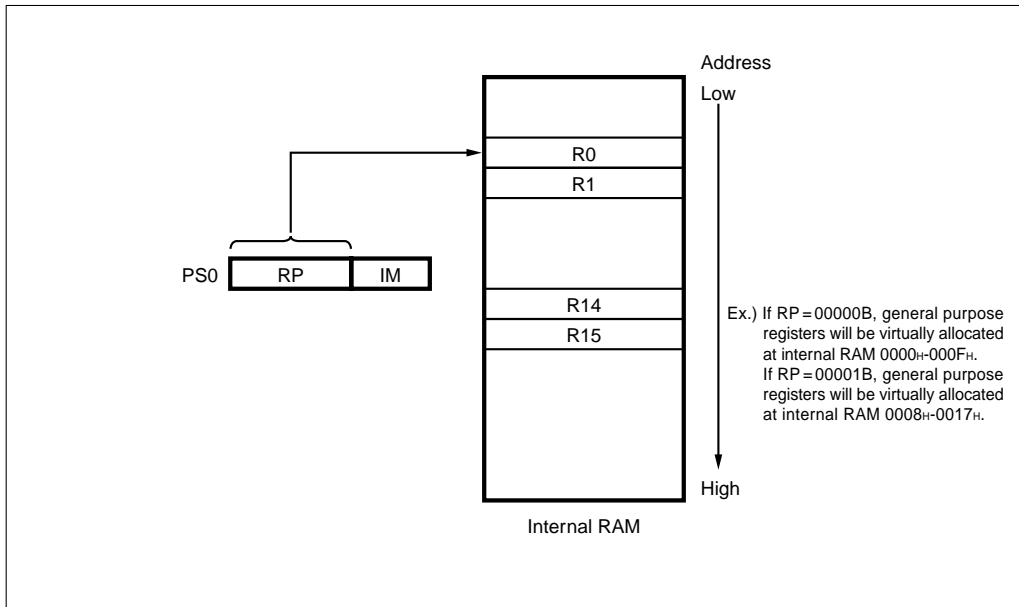 Address
Low
R0
R1
PS0 RP IM
R14
R15
Ex.) If RP=00000B, general purpose
registers will be virtually allocated
at internal RAM 0000H-000FH.
If RP=00001B, general purpose
registers will be virtually allocated
at internal RAM 0008H-0017H.
High
Internal RAM